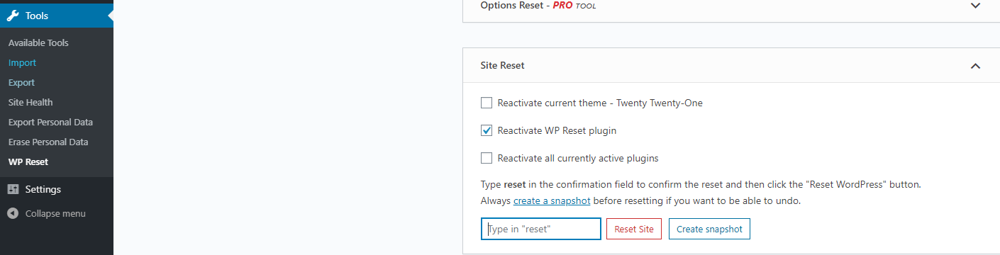 Tools
Available Tools
Import
Export
Site Health
Export Personal Data
Erase Personal Data
WP Reset
Settings
Collapse menu
Options Reset - PRO TOOL
Site Reset
Reactivate current theme - Twenty Twenty-One
Reactivate WP Reset plugin
Reactivate all currently active plugins
Type reset in the confirmation field to confirm the reset and then click the "Reset WordPress" button.
Always create a snapshot before resetting if you want to be able to undo.
Type in "reset" Reset Site Create snapshot